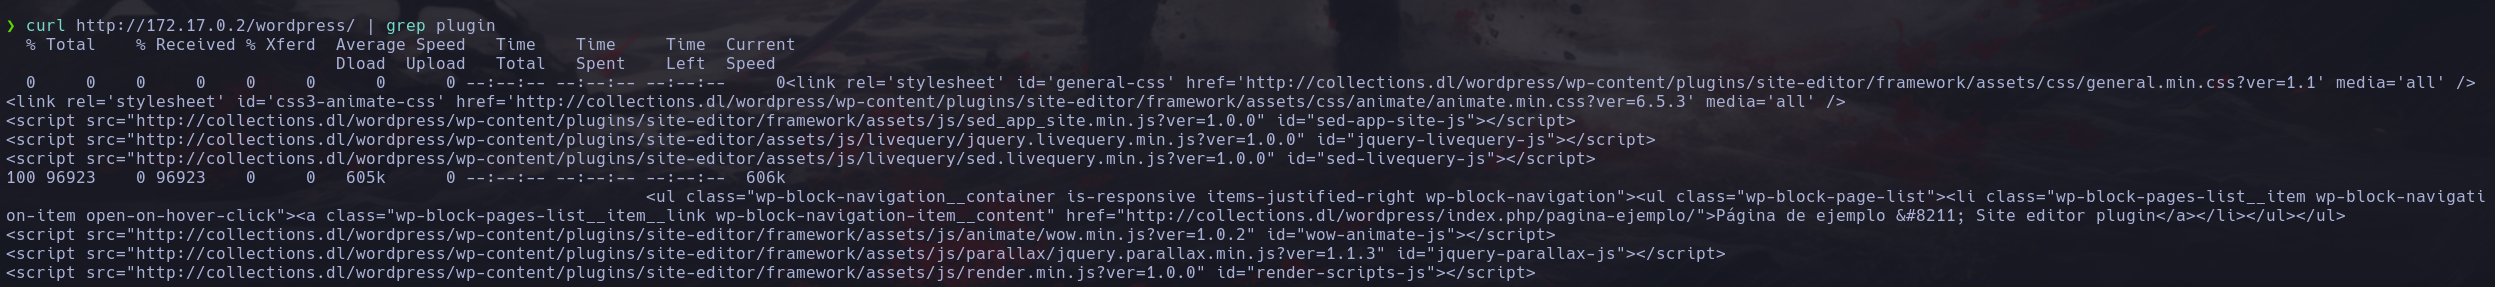 ❯ curl http://172.17.0.2/wordpress/ | grep plugin
  % Total    % Received % Xferd  Average Speed   Time    Time     Time  Current
                                 Dload  Upload   Total   Spent    Left  Speed
  0     0    0     0    0     0      0      0 --:--:-- --:--:-- --:--:--     0<link rel='stylesheet' id='general-css' href='http://collections.dl/wordpress/wp-content/plugins/site-editor/framework/assets/css/general.min.css?ver=1.1' media='all' />
<link rel='stylesheet' id='css3-animate-css' href='http://collections.dl/wordpress/wp-content/plugins/site-editor/framework/assets/css/animate/animate.min.css?ver=6.5.3' media='all' />
<script src="http://collections.dl/wordpress/wp-content/plugins/site-editor/framework/assets/js/sed_app_site.min.js?ver=1.0.0" id="sed-app-site-js"></script>
<script src="http://collections.dl/wordpress/wp-content/plugins/site-editor/assets/js/livequery/jquery.livequery.min.js?ver=1.0.0" id="jquery-livequery-js"></script>
<script src="http://collections.dl/wordpress/wp-content/plugins/site-editor/assets/js/livequery/sed.livequery.min.js?ver=1.0.0" id="sed-livequery-js"></script>
100 96923    0 96923    0     0   605k      0 --:--:-- --:--:-- --:--:--  606k
                                                                <ul class="wp-block-navigation__container is-responsive items-justified-right wp-block-navigation"><ul class="wp-block-page-list"><li class="wp-block-pages-list__item wp-block-navigati
on-item open-on-hover-click"><a class="wp-block-pages-list__item__link wp-block-navigation-item__content" href="http://collections.dl/wordpress/index.php/pagina-ejemplo/">Página de ejemplo &#8211; Site editor plugin</a></li></ul></ul>
<script src="http://collections.dl/wordpress/wp-content/plugins/site-editor/framework/assets/js/animate/wow.min.js?ver=1.0.2" id="wow-animate-js"></script>
<script src="http://collections.dl/wordpress/wp-content/plugins/site-editor/framework/assets/js/parallax/jquery.parallax.min.js?ver=1.1.3" id="jquery-parallax-js"></script>
<script src="http://collections.dl/wordpress/wp-content/plugins/site-editor/framework/assets/js/render.min.js?ver=1.0.0" id="render-scripts-js"></script>